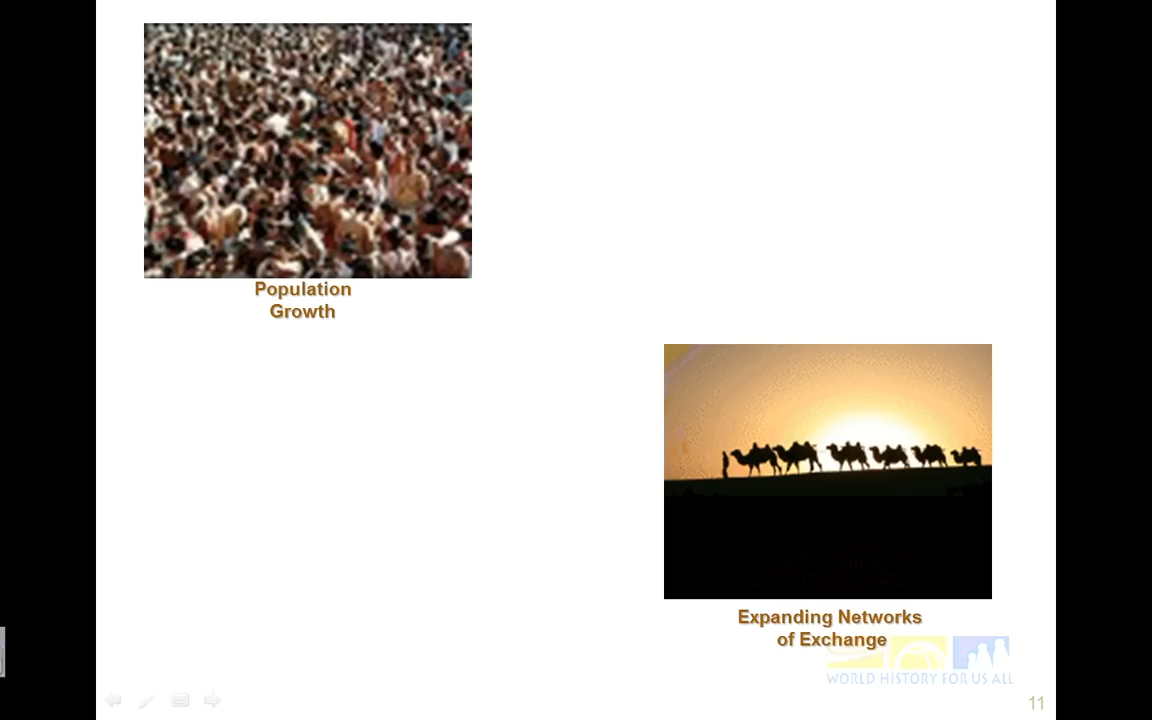 Population
Growth
Expanding Networks
of Exchange
WORLD HISTORY FOR US ALL
11